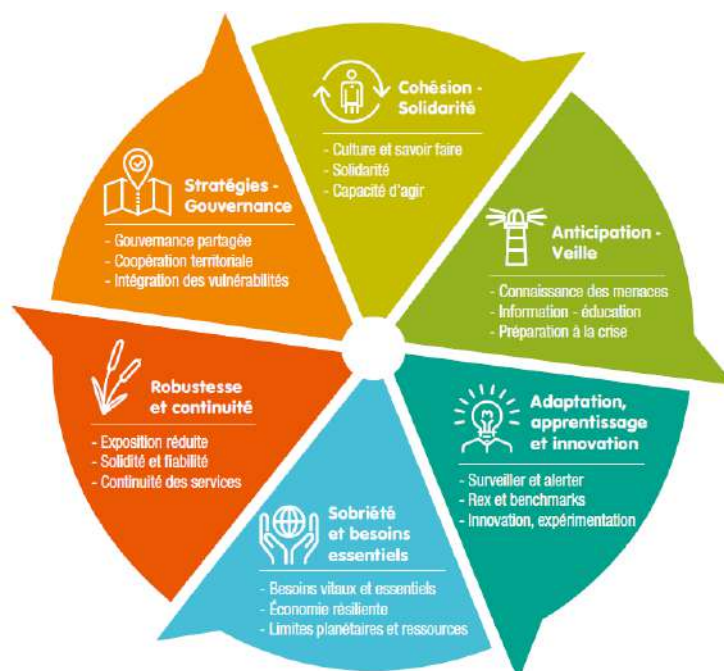 Cohésion -
Solidarité
- Culture et savoir faire
- Solidarité
- Capacité d'agir
Anticipation -
Veille
- Connaissance des menaces
- Information - éducation
- Préparation à la crise
Adaptation,
apprentissage
et innovation
- Surveiller et alerter
- Rex et benchmarks
- Innovation, expérimentation
Sobriété
et besoins
essentiels
- Besoins vitaux et essentiels
- Économie résiliente
- Limites planétaires et ressources
Robustesse
et continuité
- Exposition réduite
- Solidité et fiabilité
- Continuité des services
Stratégies -
Gouvernance
- Gouvernance partagée
- Coopération territoriale
- Intégration des vulnérabilités